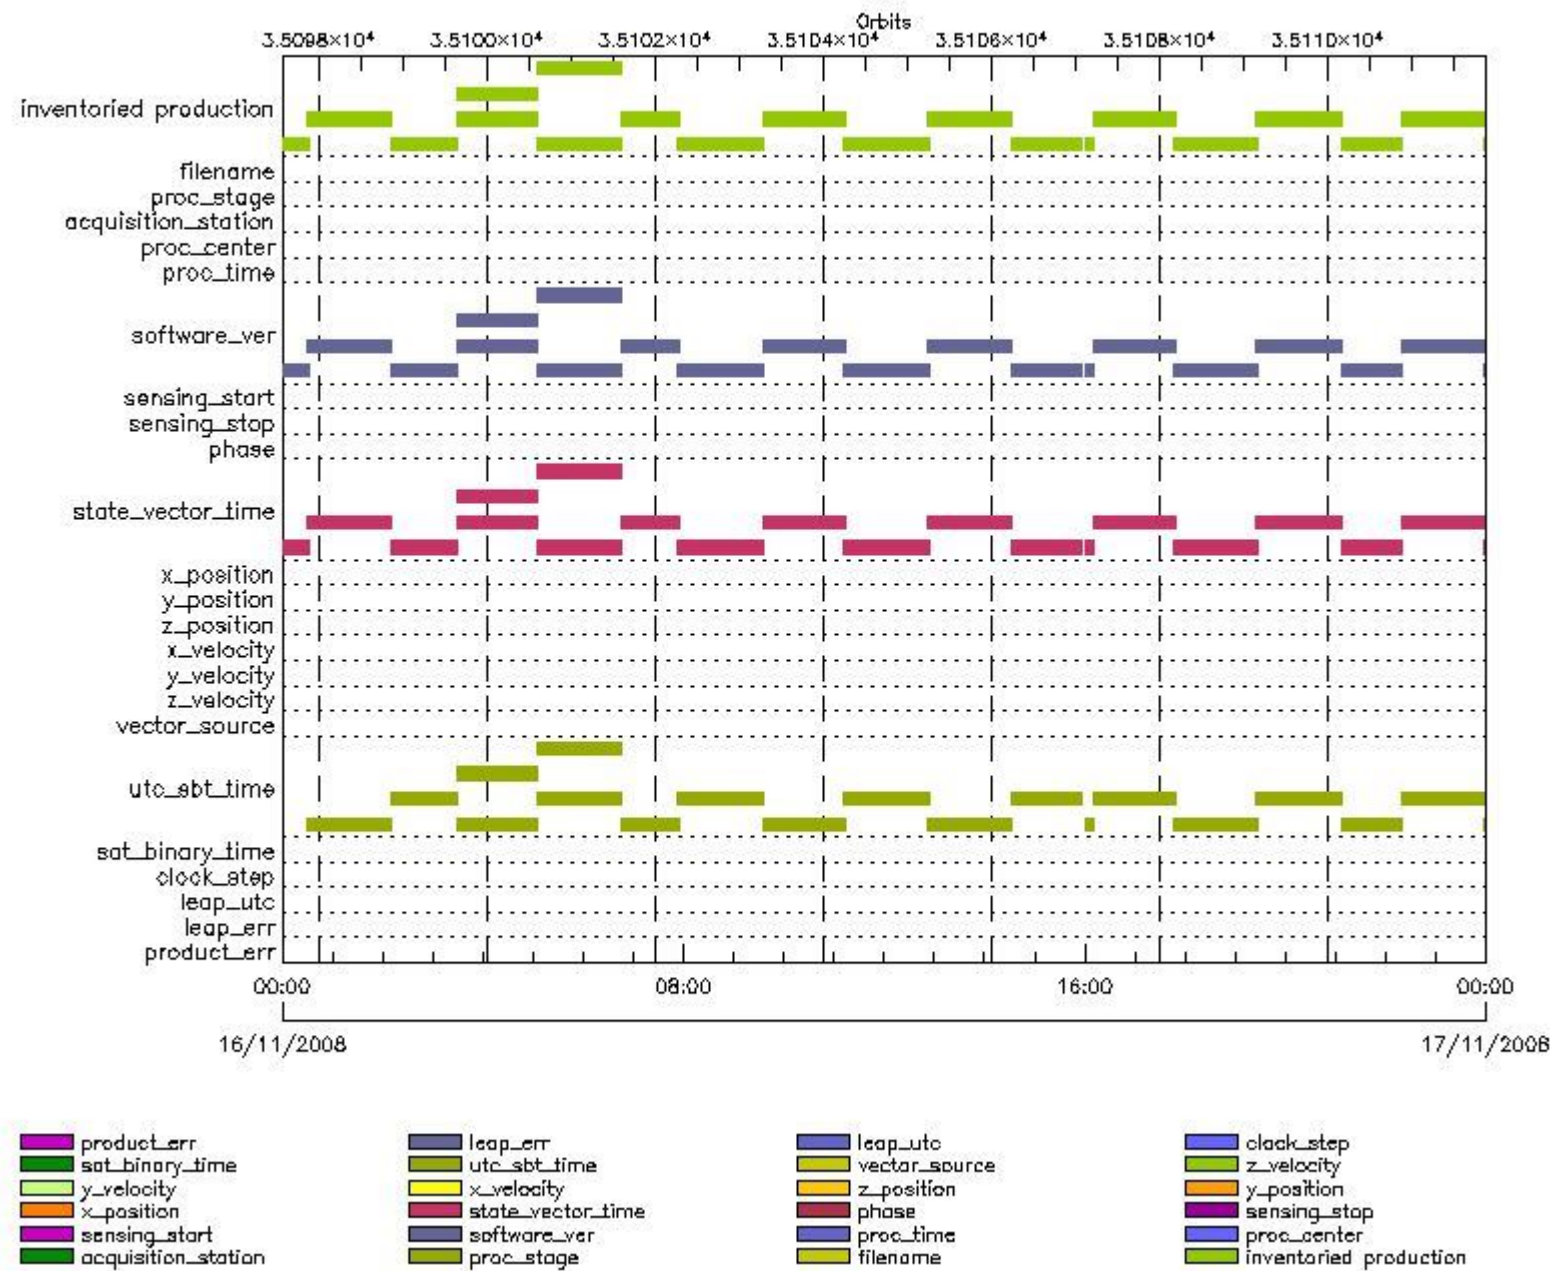 Orbits
3.5098×10⁴ 3.5100×10⁴ 3.5102×10⁴ 3.5104×10⁴ 3.5106×10⁴ 3.5108×10⁴ 3.5110×10⁴
inventoried production
filename
proc_stage
acquisition_station
proc_center
proc_time
software_ver
sensing_start
sensing_stop
phase
state_vector_time
x_position
y_position
z_position
x_velocity
y_velocity
z_velocity
vector_source
utc_sbt_time
sat_binary_time
clock_step
leap_utc
leap_err
product_err
00:00 08:00 16:00 00:00
16/11/2008 17/11/2008
product_err leap_err leap_utc clock_step
sat_binary_time utc_sbt_time vector_source z_velocity
y_velocity x_velocity z_position y_position
x_position state_vector_time phase sensing_stop
sensing_start software_ver proc_time proc_center
acquisition_station proc_stage filename inventoried production